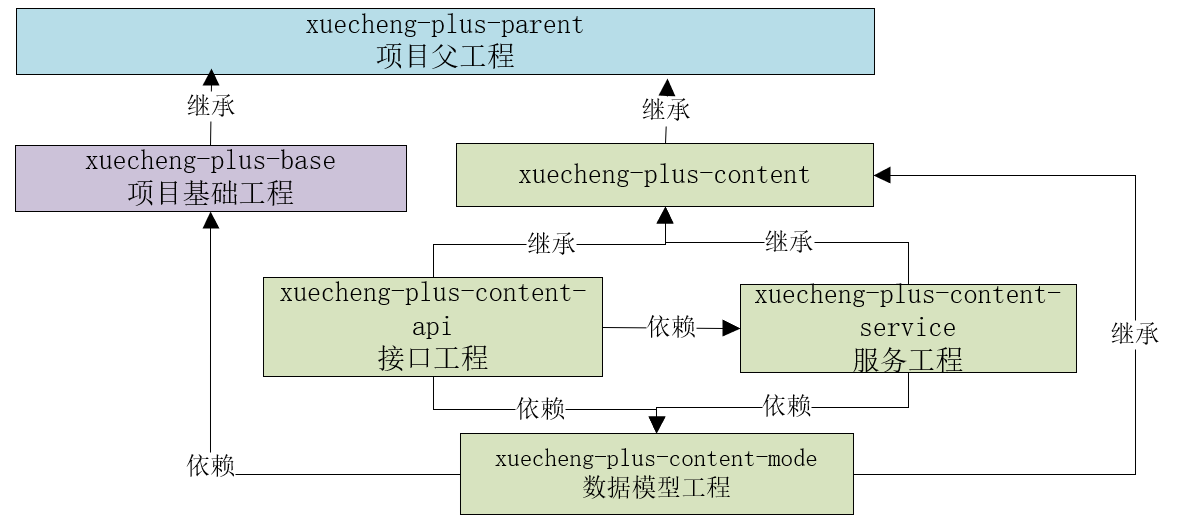 xuecheng-plus-parent
项目父工程
继承
继承
xuecheng-plus-base
项目基础工程
xuecheng-plus-content
继承
继承
xuecheng-plus-content-
api
接口工程
依赖
xuecheng-plus-content-
service
服务工程
继承
依赖
依赖
xuecheng-plus-content-mode
数据模型工程
依赖